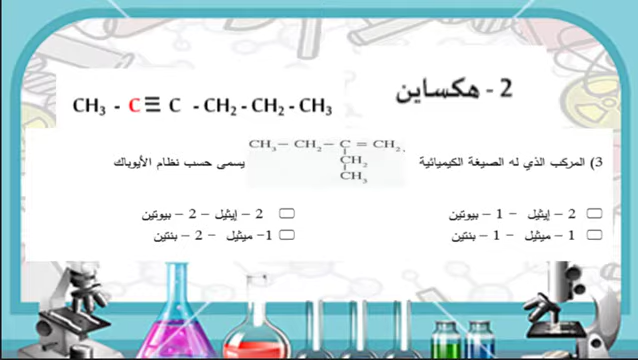 2 - هكساين
CH₃ - C ≡ C - CH₂ - CH₂ - CH₃
3) المركب الذي له الصيغة الكيميائية CH₃ — CH₂ — C = CH₂. يسمى حسب نظام الأيوباك
CH₂
CH₃
2 – إيثيل – 1 – بيوتين
2 – إيثيل – 2 – بيوتين
1 – ميثيل – 1 – بنتين
1- ميثيل – 2 – بنتين